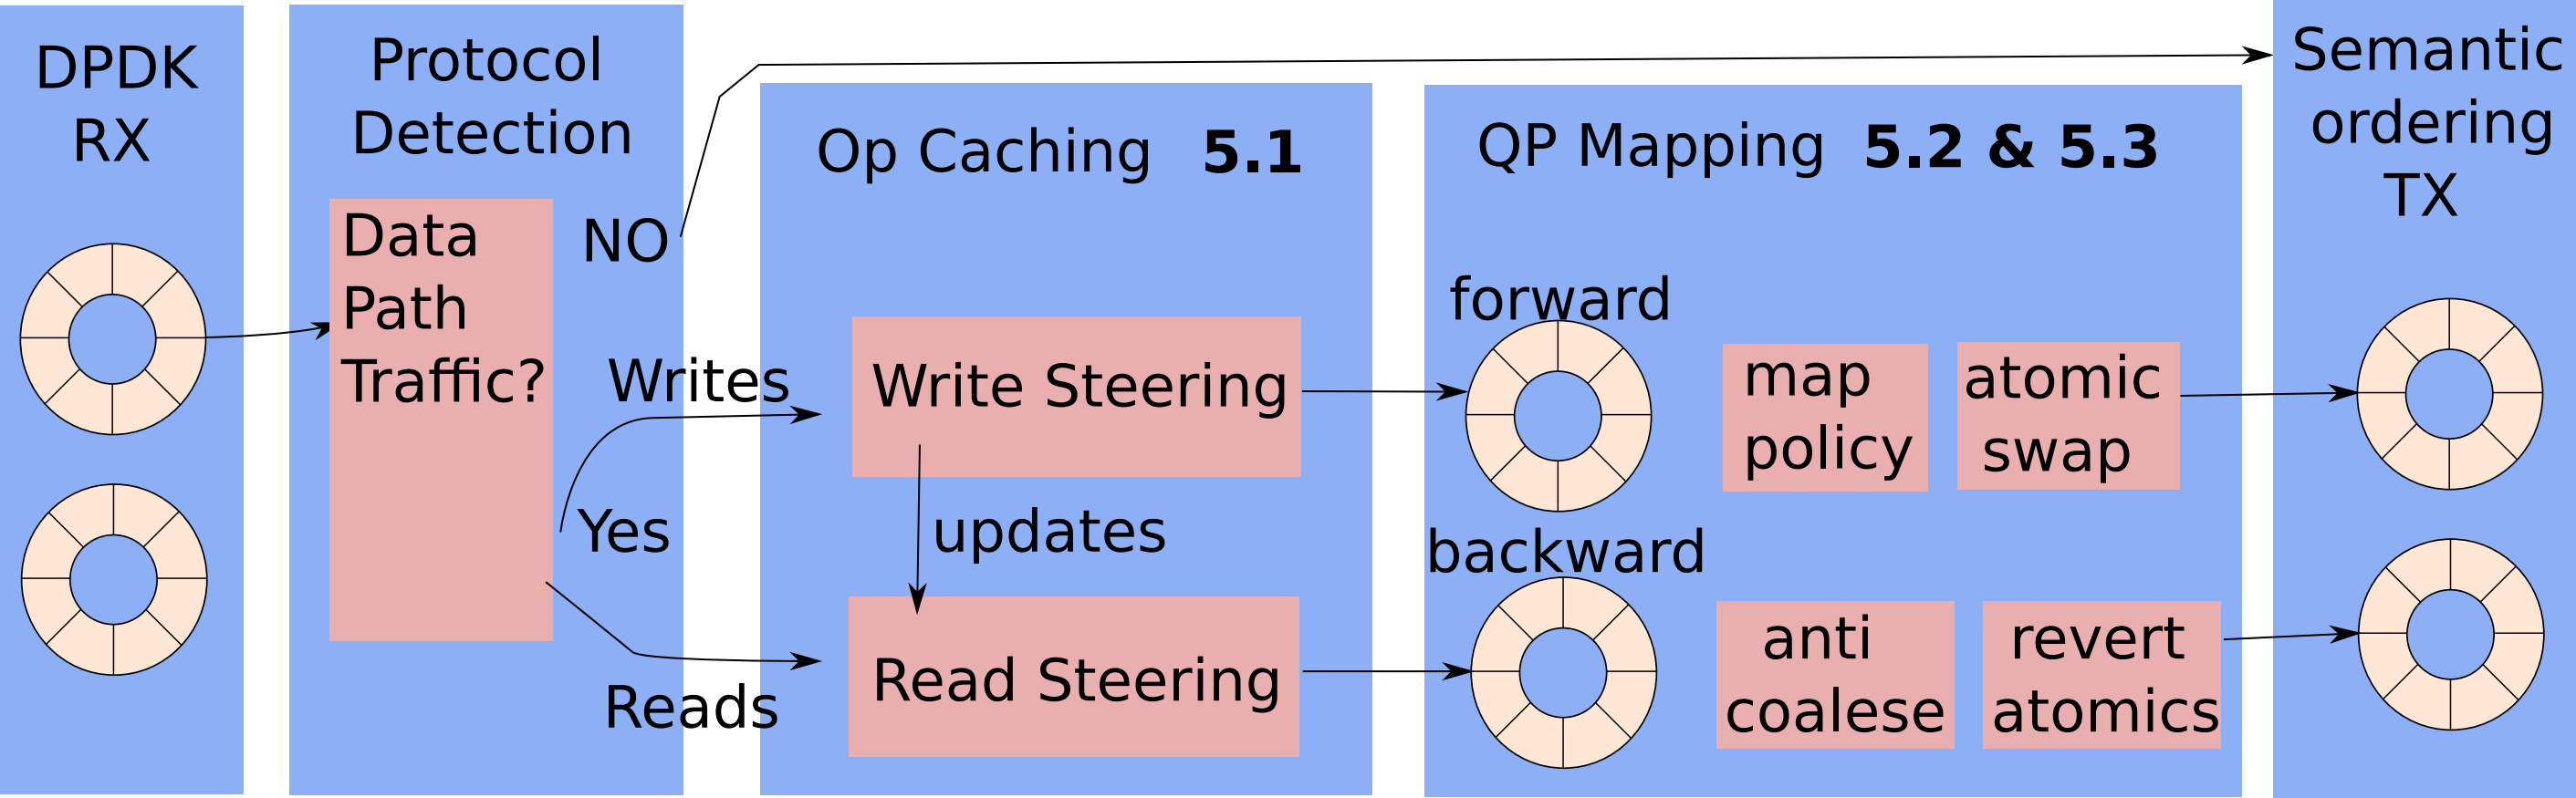 DPDK
RX
Protocol
Detection
Data
Path
Traffic?
NO
Writes
Yes
Reads
Op Caching 5.1
Write Steering
updates
Read Steering
QP Mapping 5.2 & 5.3
forward
map
policy
atomic
swap
backward
anti
coalese
revert
atomics
Semantic
ordering
TX